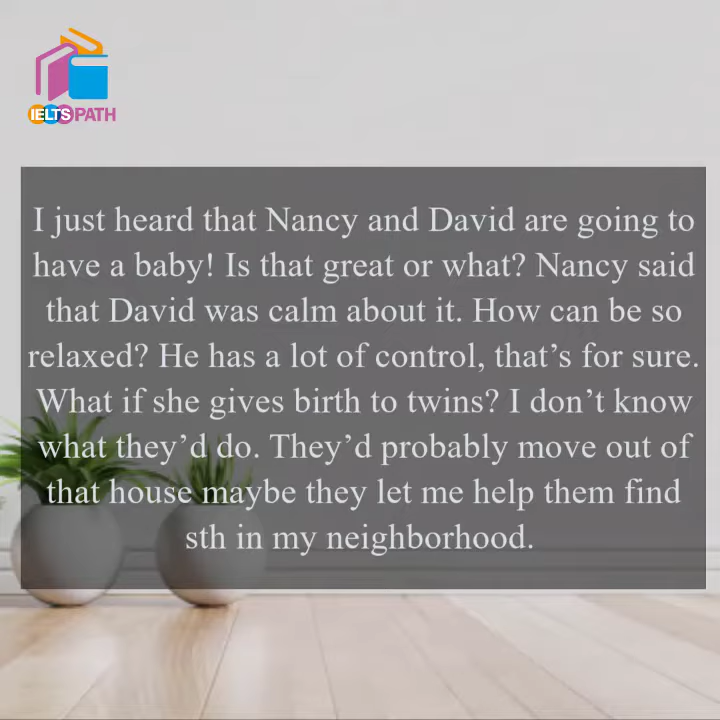 IELTS PATH
I just heard that Nancy and David are going to
have a baby! Is that great or what? Nancy said
that David was calm about it. How can be so
relaxed? He has a lot of control, that’s for sure.
What if she gives birth to twins? I don’t know
what they’d do. They’d probably move out of
that house maybe they let me help them find
sth in my neighborhood.